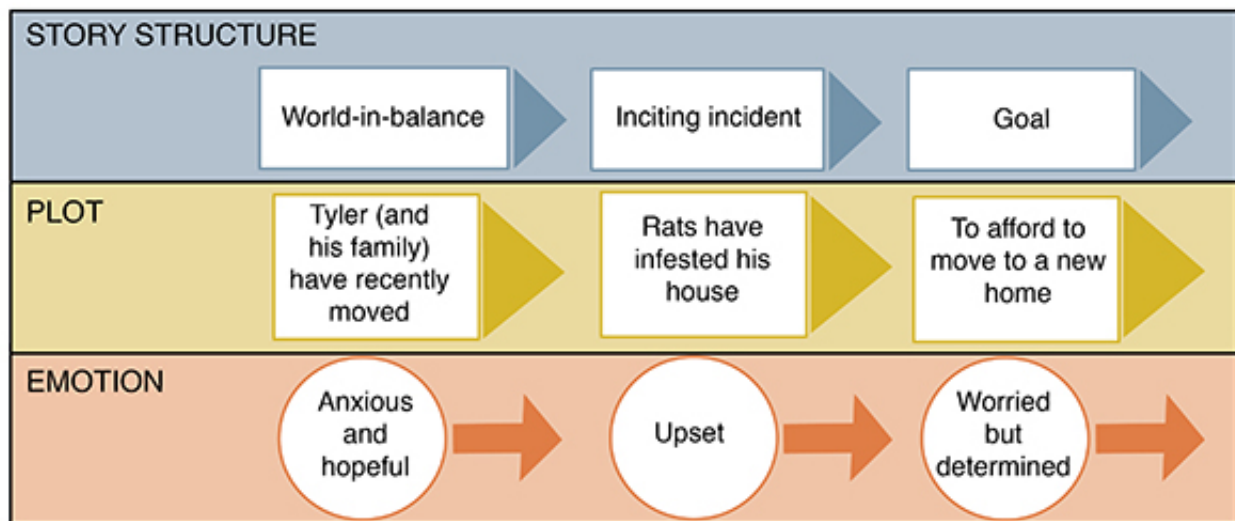 STORY STRUCTURE
World-in-balance
Inciting incident
Goal
PLOT
Tyler (and
his family)
have recently
moved
Rats have
infested his
house
To afford to
move to a new
home
EMOTION
Anxious
and
hopeful
Upset
Worried
but
determined